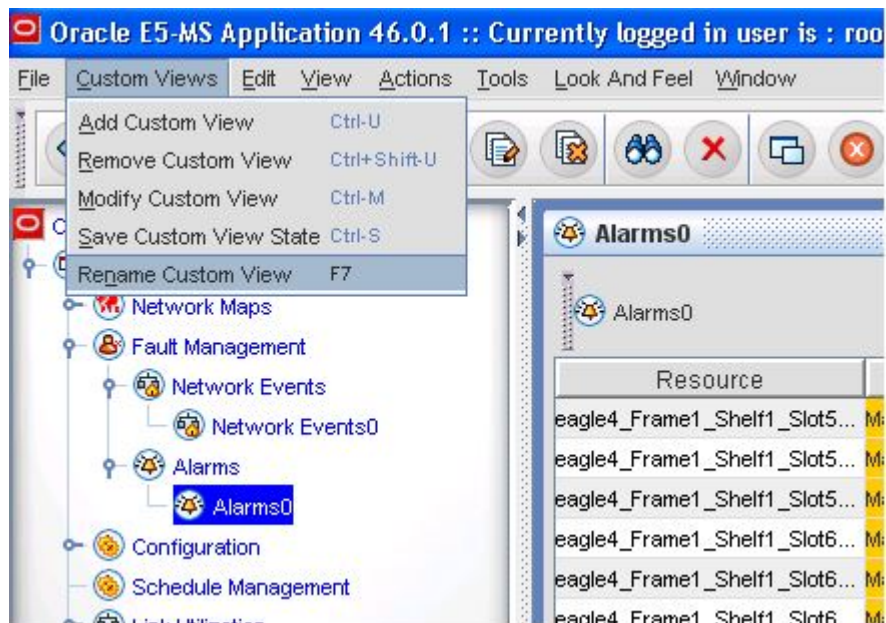 Oracle E5-MS Application 46.0.1 :: Currently logged in user is : roo
File Custom Views Edit View Actions Tools Look And Feel Window
Add Custom View Ctrl-U
Remove Custom View Ctrl+Shift-U
Modify Custom View Ctrl-M
Save Custom View State Ctrl-S
Rename Custom View F7
Network Maps
Fault Management
Network Events
Network Events0
Alarms
Alarms0
Configuration
Schedule Management
Alarms0
Alarms0
Resource
eagle4_Frame1_Shelf1_Slot5...
eagle4_Frame1_Shelf1_Slot5...
eagle4_Frame1_Shelf1_Slot5...
eagle4_Frame1_Shelf1_Slot6...
eagle4_Frame1_Shelf1_Slot6...
eagle4_Frame1_Shelf1_Slot6...